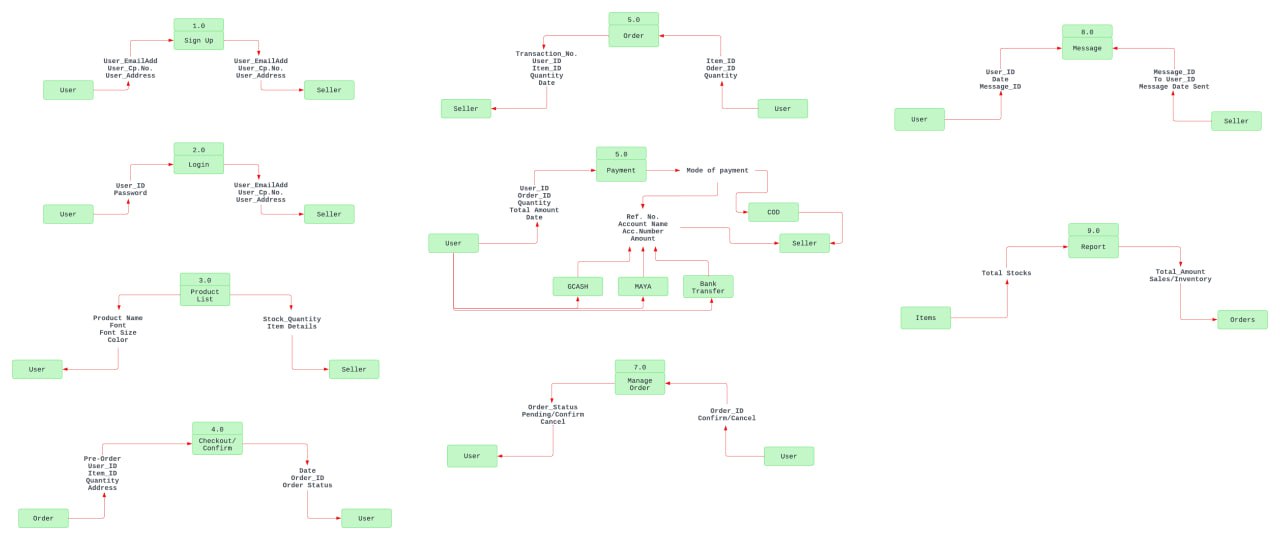 1.0
Sign Up
User_EmailAdd
User_Cp.No.
User_Address
User_EmailAdd
User_Cp.No.
User_Address
User
Seller
2.0
Login
User_ID
Password
User_EmailAdd
User_Cp.No.
User_Address
User
Seller
3.0
Product
List
Product Name
Font
Font Size
Color
Stock_Quantity
Item Details
User
Seller
4.0
Checkout/
Confirm
Pre-Order
User_ID
Item_ID
Quantity
Address
Date
Order_ID
Order Status
Order
User
5.0
Order
Transaction_No.
User_ID
Item_ID
Quantity
Date
Item_ID
Oder_ID
Quantity
Seller
User
5.0
Payment
Mode of payment
User_ID
Order_ID
Quantity
Total Amount
Date
Ref. No.
Account Name
Acc.Number
Amount
COD
User
Seller
GCASH
MAYA
Bank
Transfer
7.0
Manage
Order
Order_Status
Pending/Confirm
Cancel
Order_ID
Confirm/Cancel
User
User
8.0
Message
User_ID
Date
Message_ID
Message_ID
To User_ID
Message Date Sent
User
Seller
9.0
Report
Total Stocks
Total_Amount
Sales/Inventory
Items
Orders